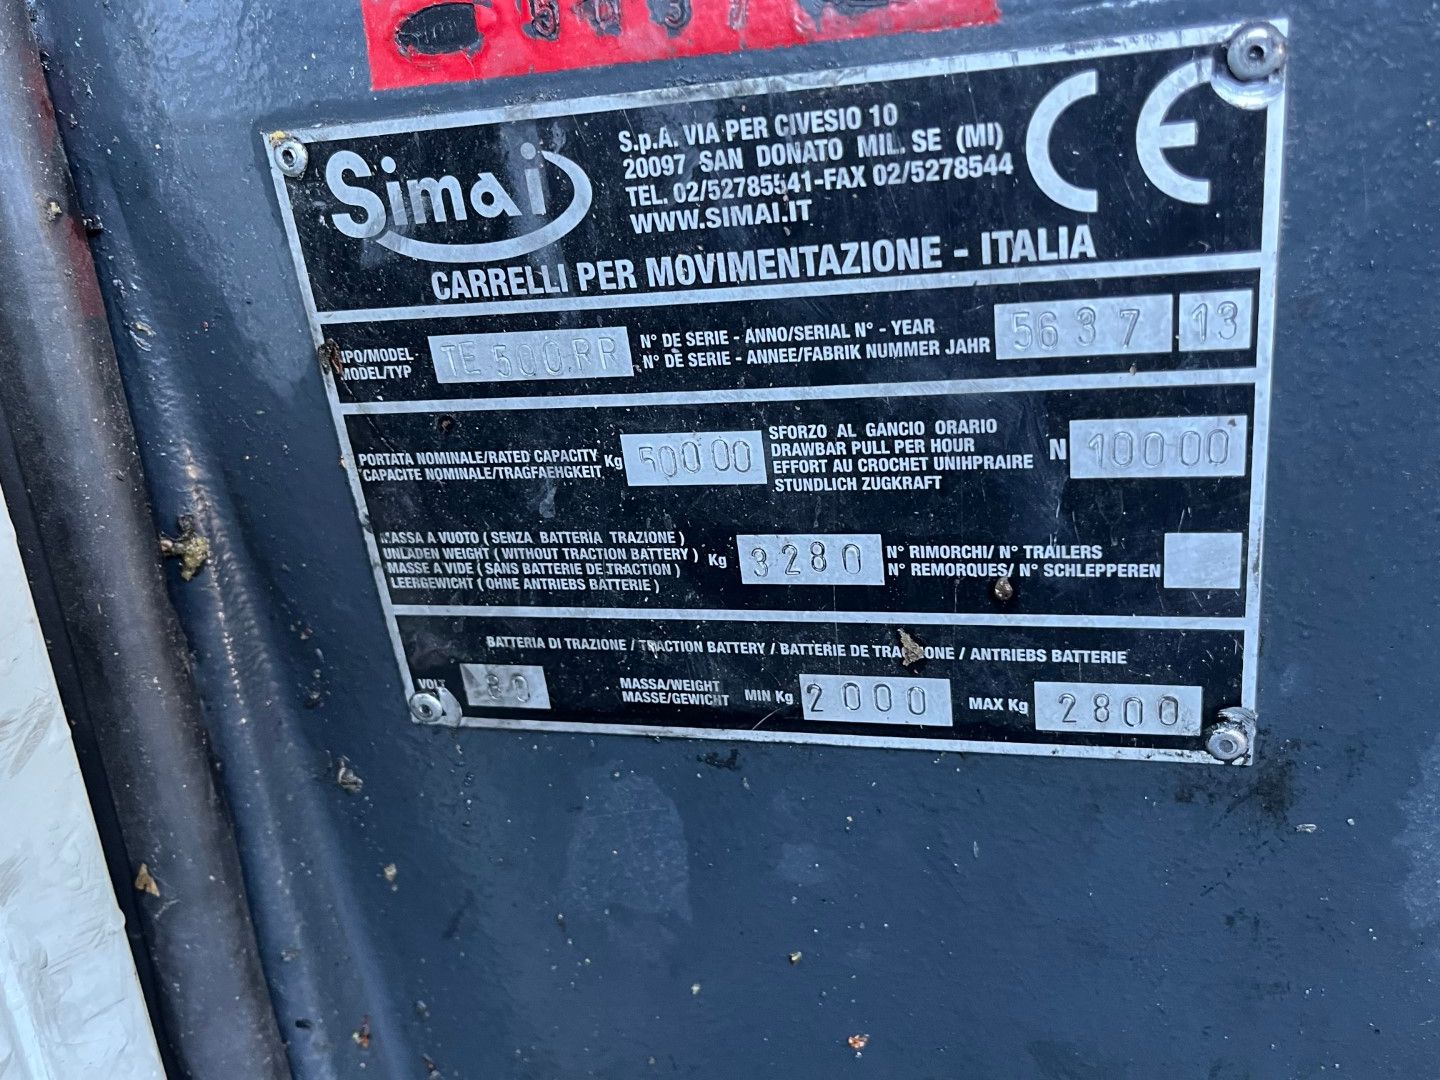 5637
Simai
S.p.A. VIA PER CIVESIO 10
20097 SAN DONATO MIL. SE (MI)
TEL. 02/52785541-FAX 02/5278544
WWW.SIMAI.IT
CE
CARRELLI PER MOVIMENTAZIONE - ITALIA
TIPO/MODEL-
MODEL/TYP
TE 500RR
N° DE SERIE - ANNO/SERIAL N° - YEAR
N° DE SERIE - ANNEE/FABRIK NUMMER JAHR
5637 13
PORTATA NOMINALE/RATED CAPACITY
CAPACITE NOMINALE/TRAGFAEHGKEIT
Kg 50000
SFORZO AL GANCIO ORARIO
DRAWBAR PULL PER HOUR
EFFORT AU CROCHET UNIHPRAIRE
STUNDLICH ZUGKRAFT
N 10000
MASSA A VUOTO ( SENZA BATTERIA TRAZIONE )
UNLADEN WEIGHT ( WITHOUT TRACTION BATTERY )
MASSE A VIDE ( SANS BATTERIE DE TRACTION )
LEERGEWICHT ( OHNE ANTRIEBS BATTERIE )
Kg 3280
N° RIMORCHI/ N° TRAILERS
N° REMORQUES/ N° SCHLEPPEREN
BATTERIA DI TRAZIONE / TRACTION BATTERY / BATTERIE DE TRACTIONE / ANTRIEBS BATTERIE
VOLT 80
MASSA/WEIGHT
MASSE/GEWICHT
MIN Kg 2000
MAX Kg 2800